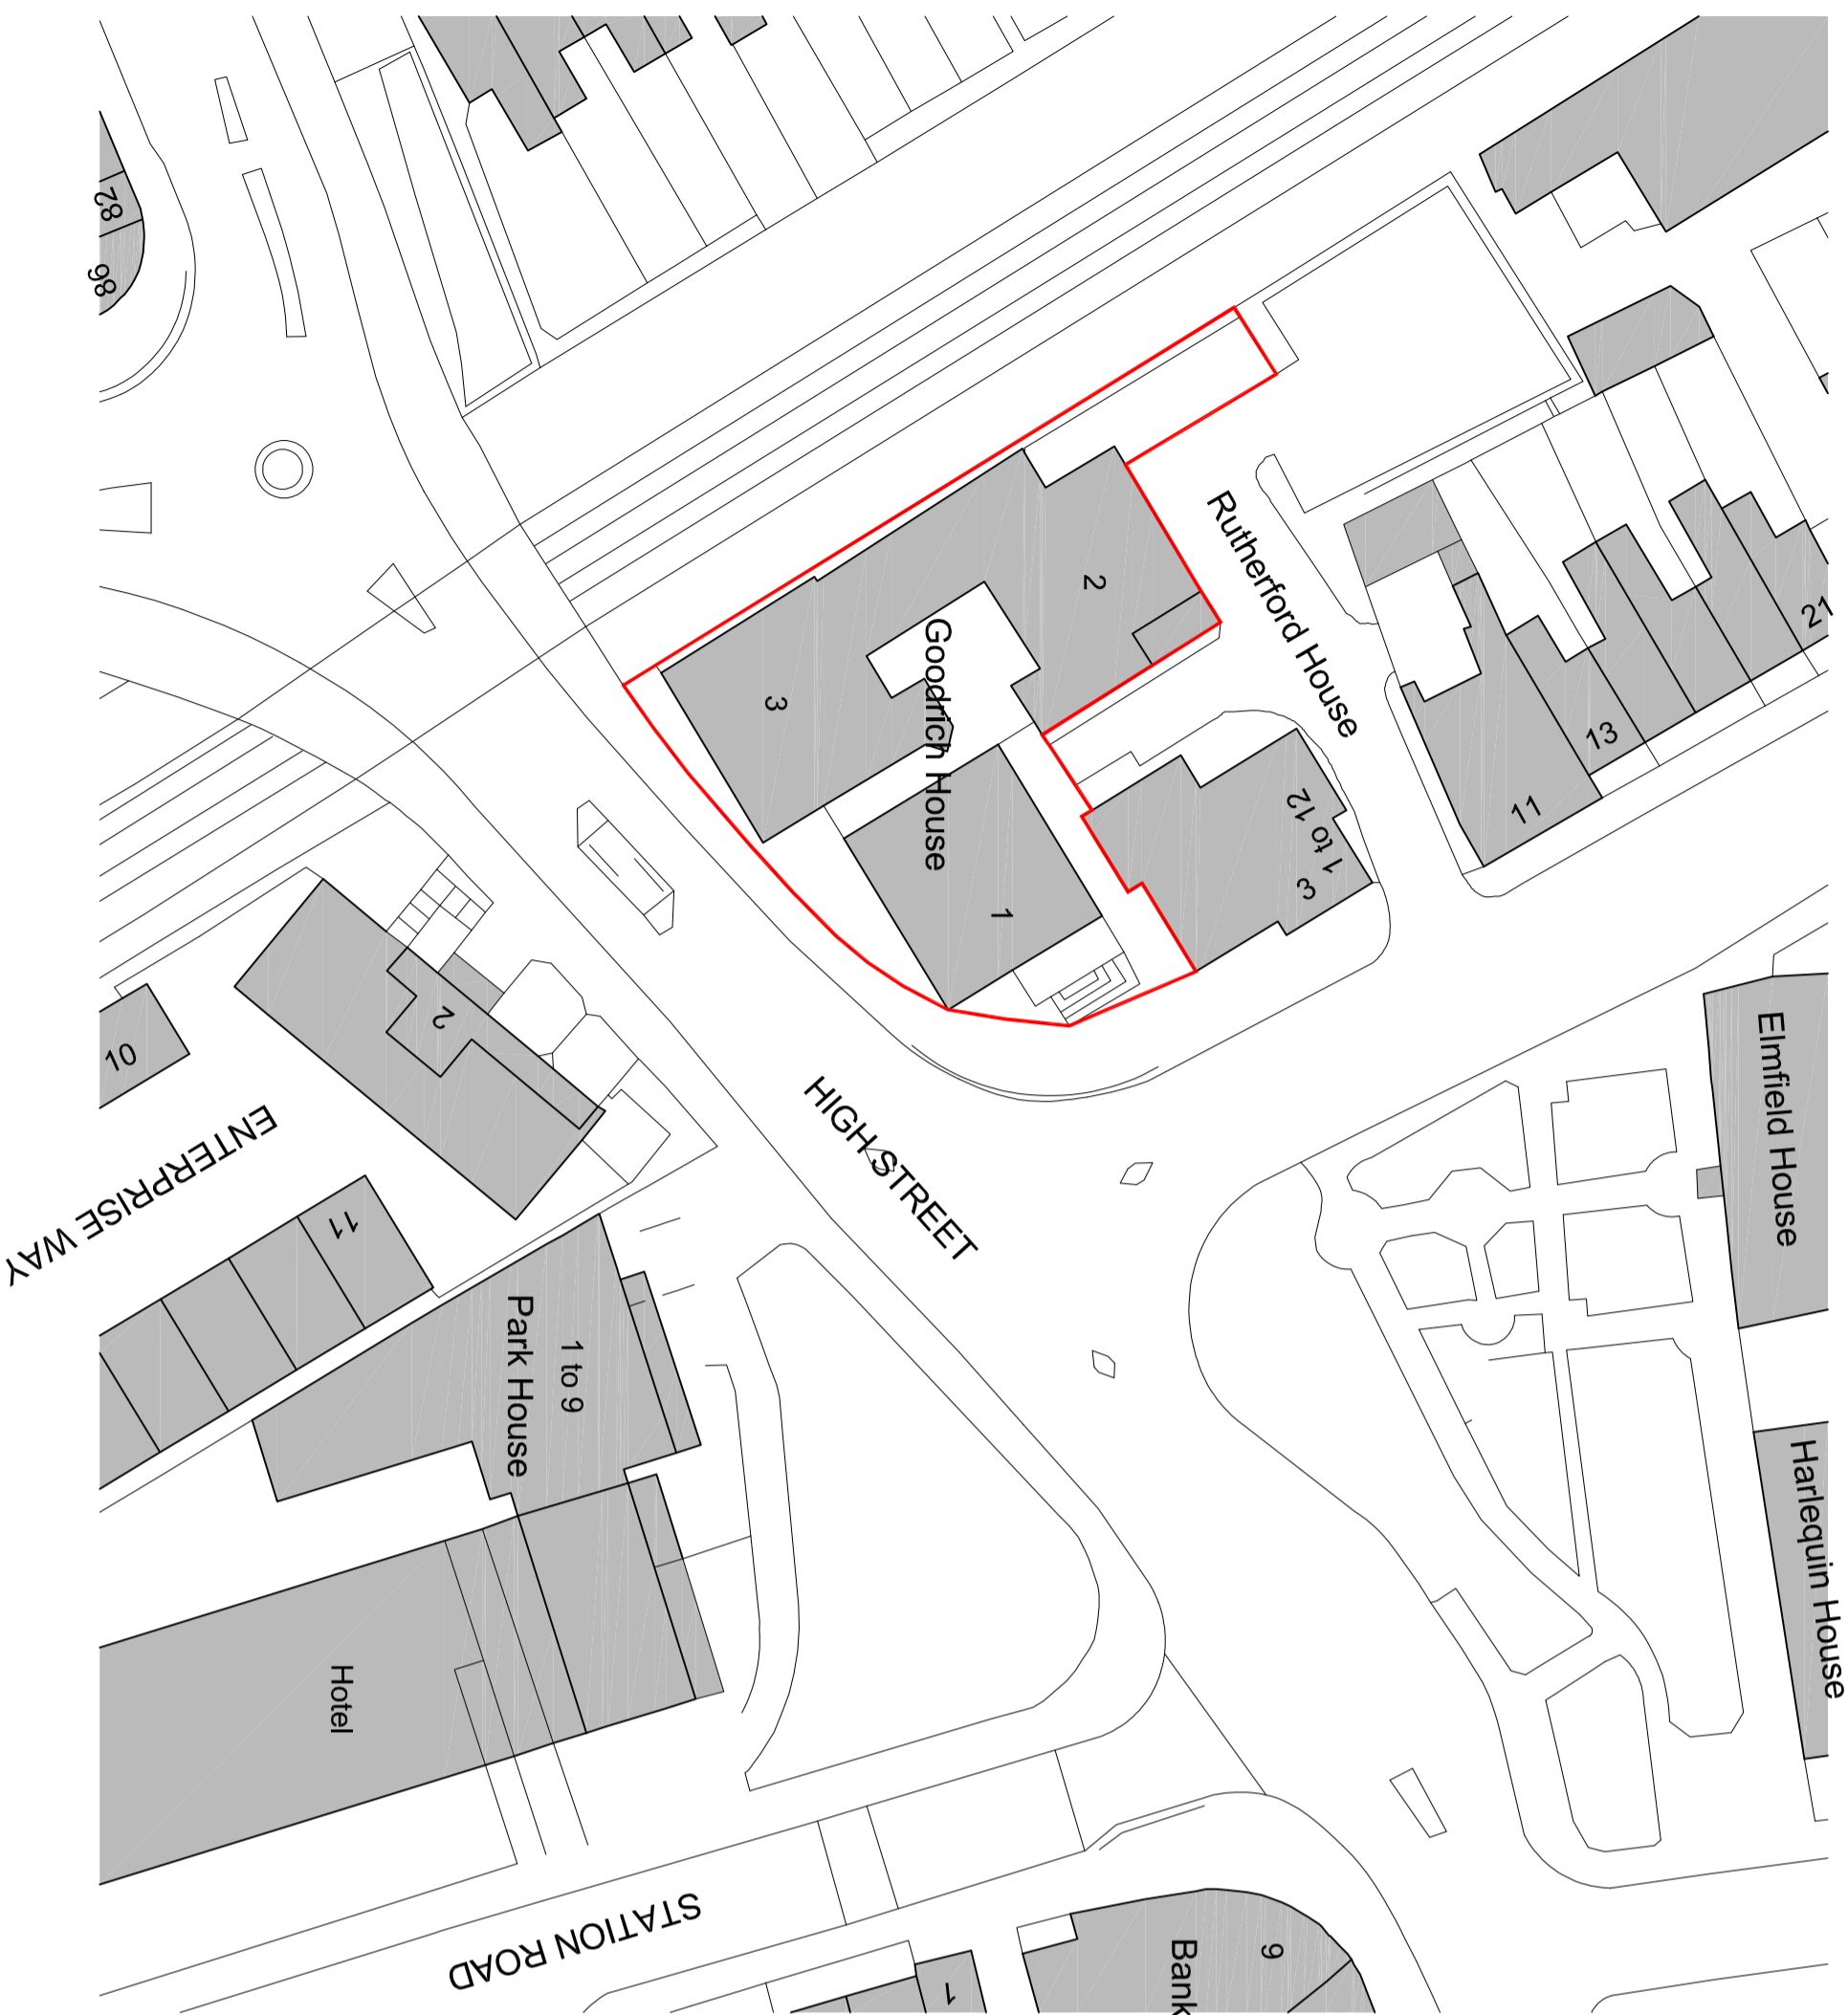 82
86
2
Rutherford House
21
Goodrich House
3
13
1 to 12
11
3
1
2
10
Elmfield House
HIGH STREET
ENTERPRISE WAY
11
Park House
1 to 9
Harlequin House
Hotel
STATION ROAD
Bank
9
1